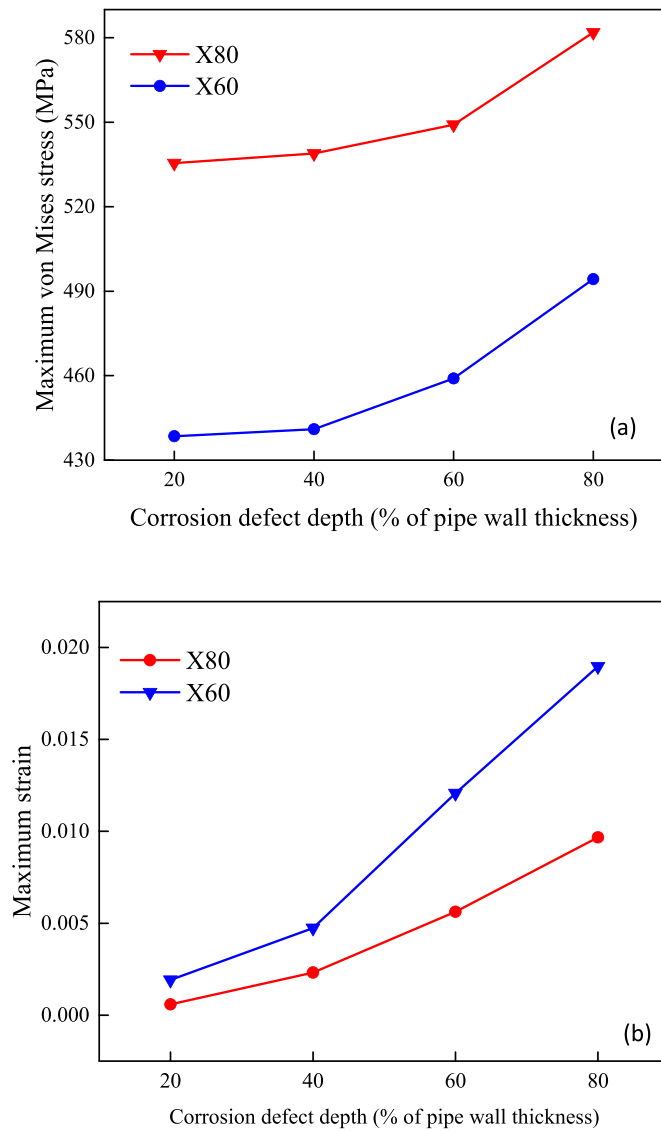 580
550
520
490
460
430
Maximum von Mises stress (MPa)
X80
X60
(a)
20 40 60 80
Corrosion defect depth (% of pipe wall thickness)
0.020
0.015
0.010
0.005
0.000
Maximum strain
X80
X60
(b)
20 40 60 80
Corrosion defect depth (% of pipe wall thickness)